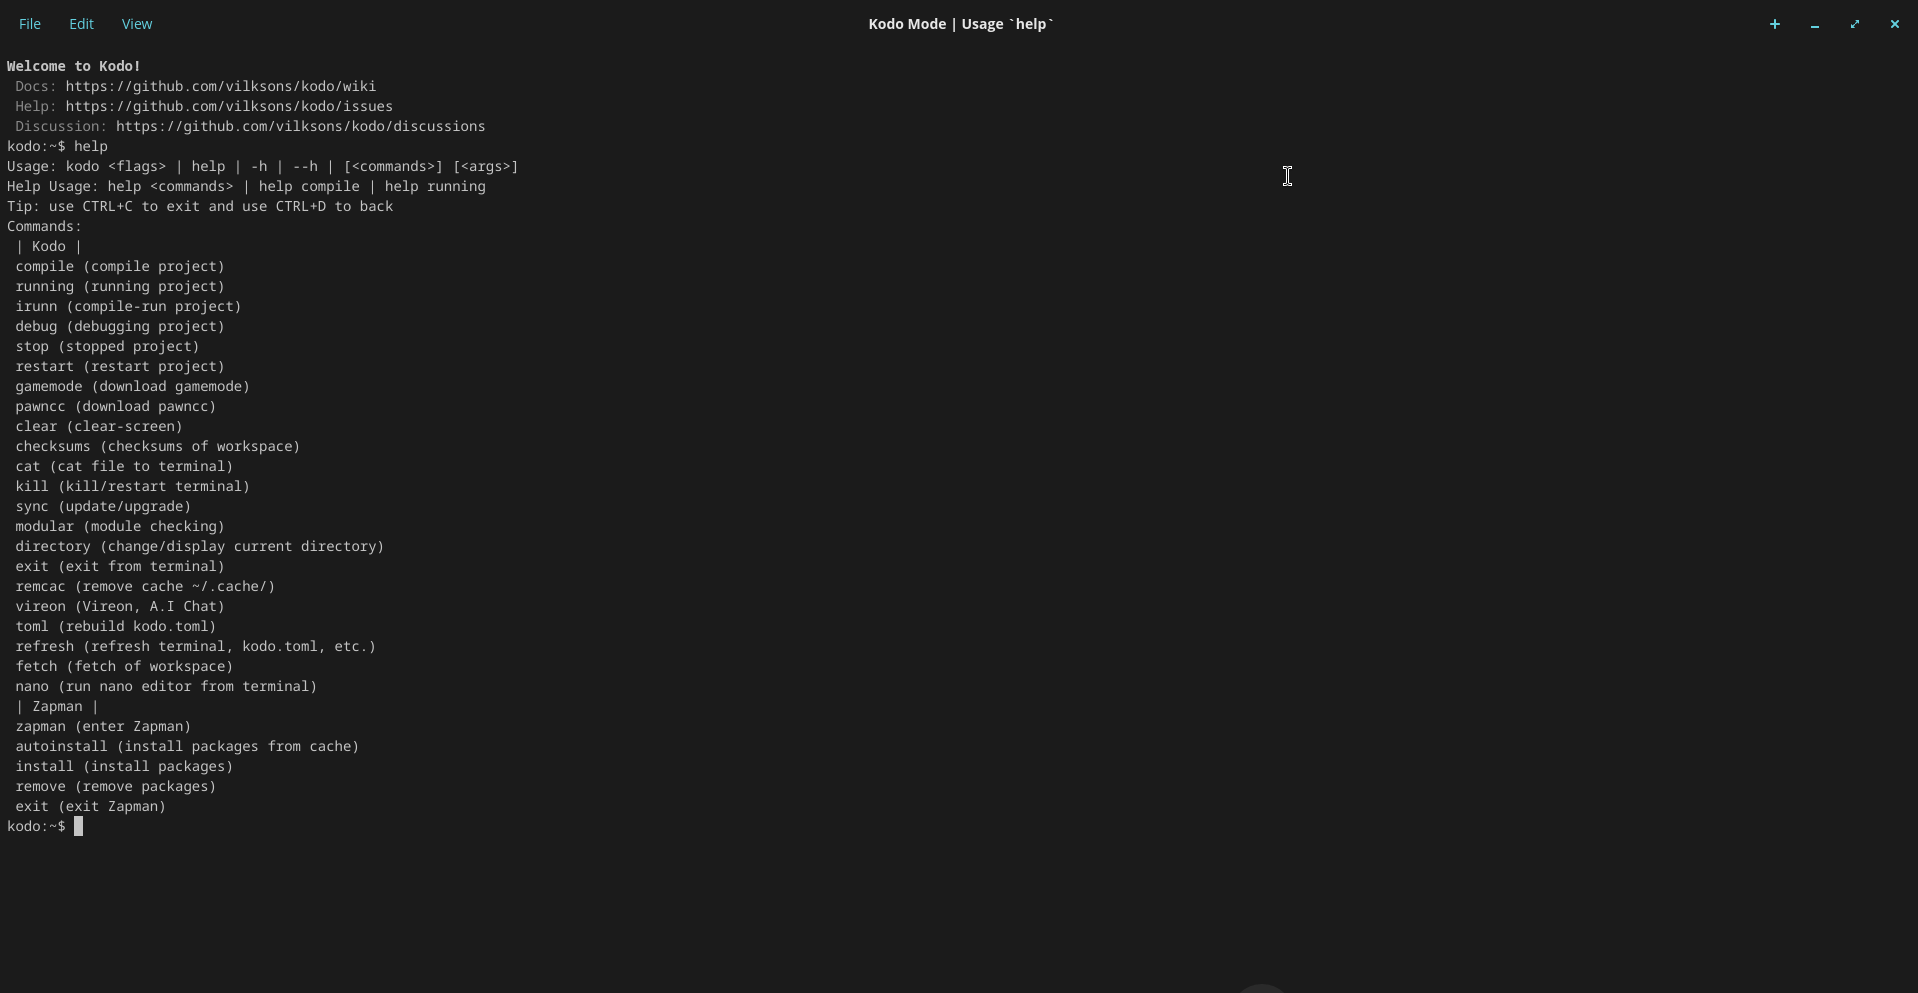 File Edit View Kodo Mode | Usage `help`
Welcome to Kodo!
Docs: https://github.com/vilksons/kodo/wiki
Help: https://github.com/vilksons/kodo/issues
Discussion: https://github.com/vilksons/kodo/discussions
kodo:~$ help
Usage: kodo <flags> | help | -h | --h | [<commands>] [<args>]
Help Usage: help <commands> | help compile | help running
Tip: use CTRL+C to exit and use CTRL+D to back
Commands:
| Kodo |
compile (compile project)
running (running project)
irunn (compile-run project)
debug (debugging project)
stop (stopped project)
restart (restart project)
gamemode (download gamemode)
pawncc (download pawncc)
clear (clear-screen)
checksums (checksums of workspace)
cat (cat file to terminal)
kill (kill/restart terminal)
sync (update/upgrade)
modular (module checking)
directory (change/display current directory)
exit (exit from terminal)
remcac (remove cache ~/.cache/)
vireon (Vireon, A.I Chat)
toml (rebuild kodo.toml)
refresh (refresh terminal, kodo.toml, etc.)
fetch (fetch of workspace)
nano (run nano editor from terminal)
| Zapman |
zapman (enter Zapman)
autoinstall (install packages from cache)
install (install packages)
remove (remove packages)
exit (exit Zapman)
kodo:~$